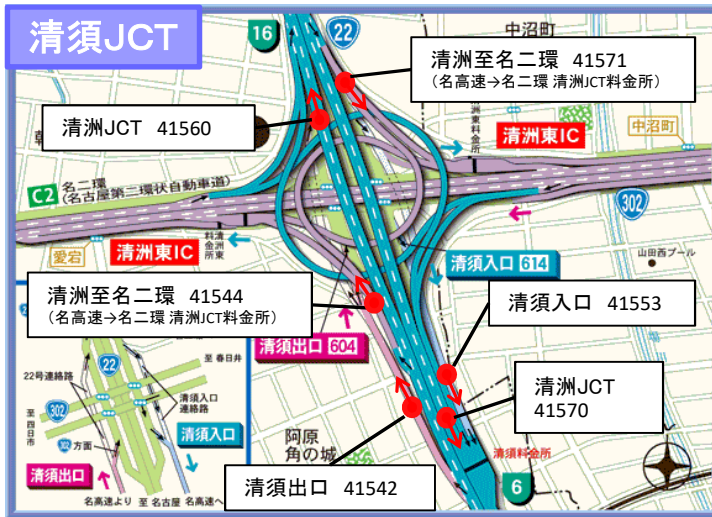 清須JCT
16
22
中沼町
清洲至名二環 41571
(名高速→名二環 清洲JCT料金所)
清洲JCT 41560
清洲東IC
中沼町
C2
名二環
(名古屋第二環状自動車道)
302
清洲東IC
愛宕
山田西プール
清須入口 614
清洲至名二環 41544
(名高速→名二環 清洲JCT料金所)
清須入口 41553
清須出口 604
22
至 春日井
22号連絡路
清須入口
連絡路
302
至 四日市
302 方面
清須入口
清須出口
名高速より
至 名古屋
名高速へ
清洲JCT
41570
阿原
角の城
清須料金所
清須出口 41542
6